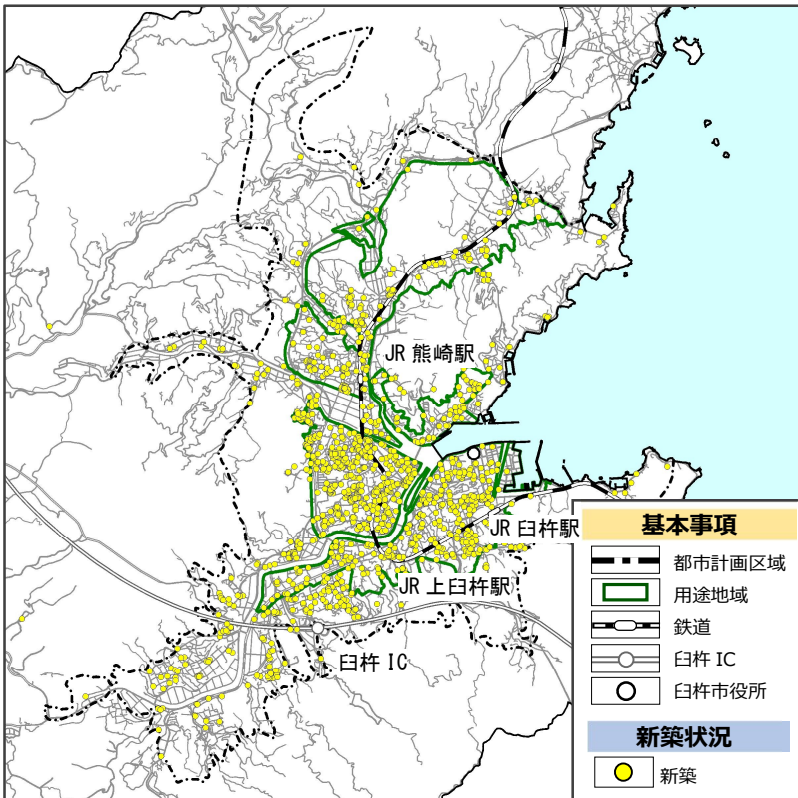 JR 熊崎駅
JR 臼杵駅
JR 上臼杵駅
臼杵 IC
基本事項
都市計画区域
用途地域
鉄道
臼杵 IC
臼杵市役所
新築状況
新築